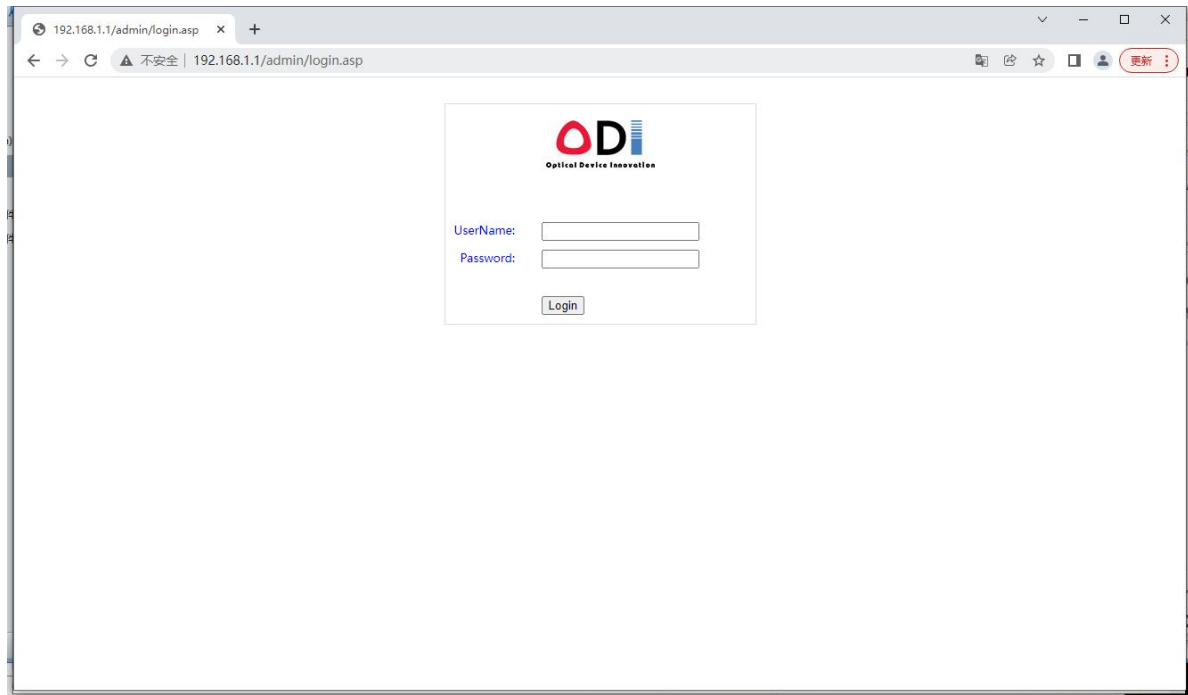 192.168.1.1/admin/login.asp
不安全 | 192.168.1.1/admin/login.asp
更新
ODI
Optical Device Innovation
UserName:
Password:
Login